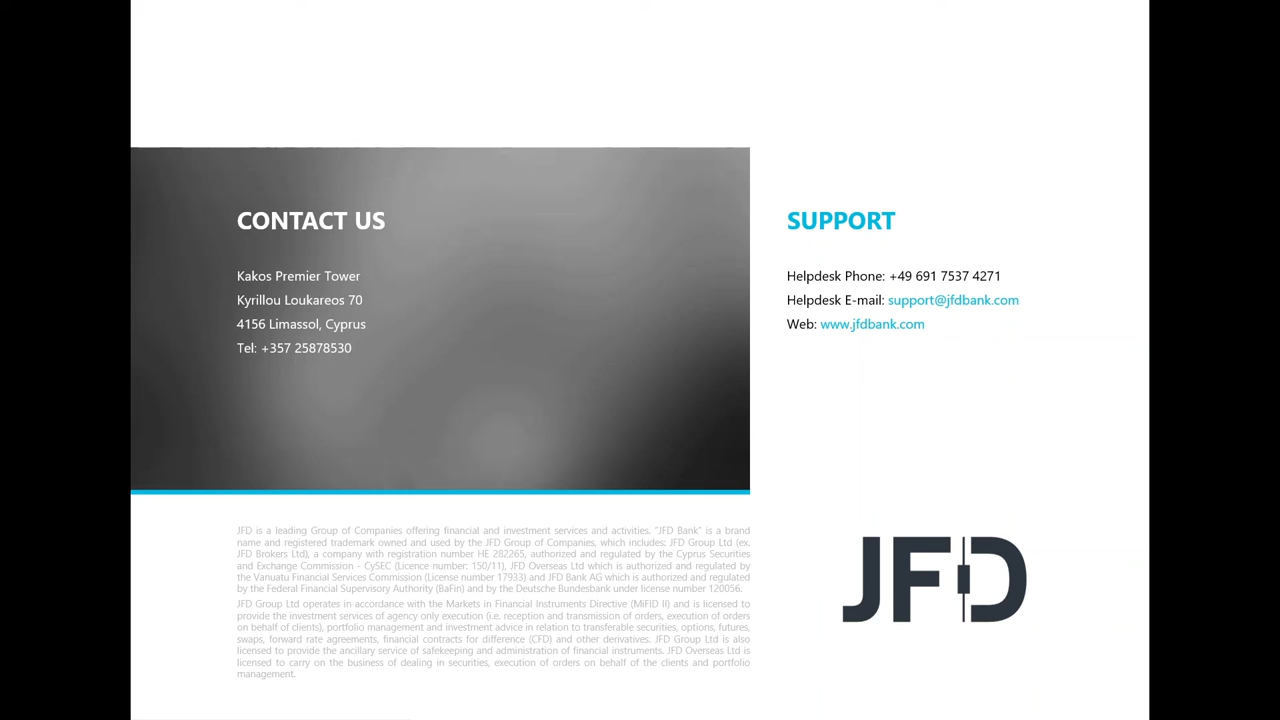 CONTACT US
Kakos Premier Tower
Kyrillou Loukareos 70
4156 Limassol, Cyprus
Tel: +357 25878530
SUPPORT
Helpdesk Phone: +49 691 7537 4271
Helpdesk E-mail: support@jfdbank.com
Web: www.jfdbank.com
JFD is a leading Group of Companies offering financial and investment services and activities. "JFD Bank" is a brand
name and registered trademark owned and used by the JFD Group of Companies, which includes: JFD Group Ltd (ex.
JFD Brokers Ltd), a company with registration number HE 282265, authorized and regulated by the Cyprus Securities
and Exchange Commission - CySEC (Licence number: 150/11), JFD Overseas Ltd which is authorized and regulated by
the Vanuatu Financial Services Commission (License number 17933) and JFD Bank AG which is authorized and regulated
by the Federal Financial Supervisory Authority (BaFin) and by the Deutsche Bundesbank under license number 120056.
JFD Group Ltd operates in accordance with the Markets in Financial Instruments Directive (MiFID II) and is licensed to
provide the investment services of agency only execution (i.e. reception and transmission of orders, execution of orders
on behalf of clients), portfolio management and investment advice in relation to transferable securities, options, futures,
swaps, forward rate agreements, financial contracts for difference (CFD) and other derivatives. JFD Group Ltd is also
licensed to provide the ancillary service of safekeeping and administration of financial instruments. JFD Overseas Ltd is
licensed to carry on the business of dealing in securities, execution of orders on behalf of the clients and portfolio
management.
JFD